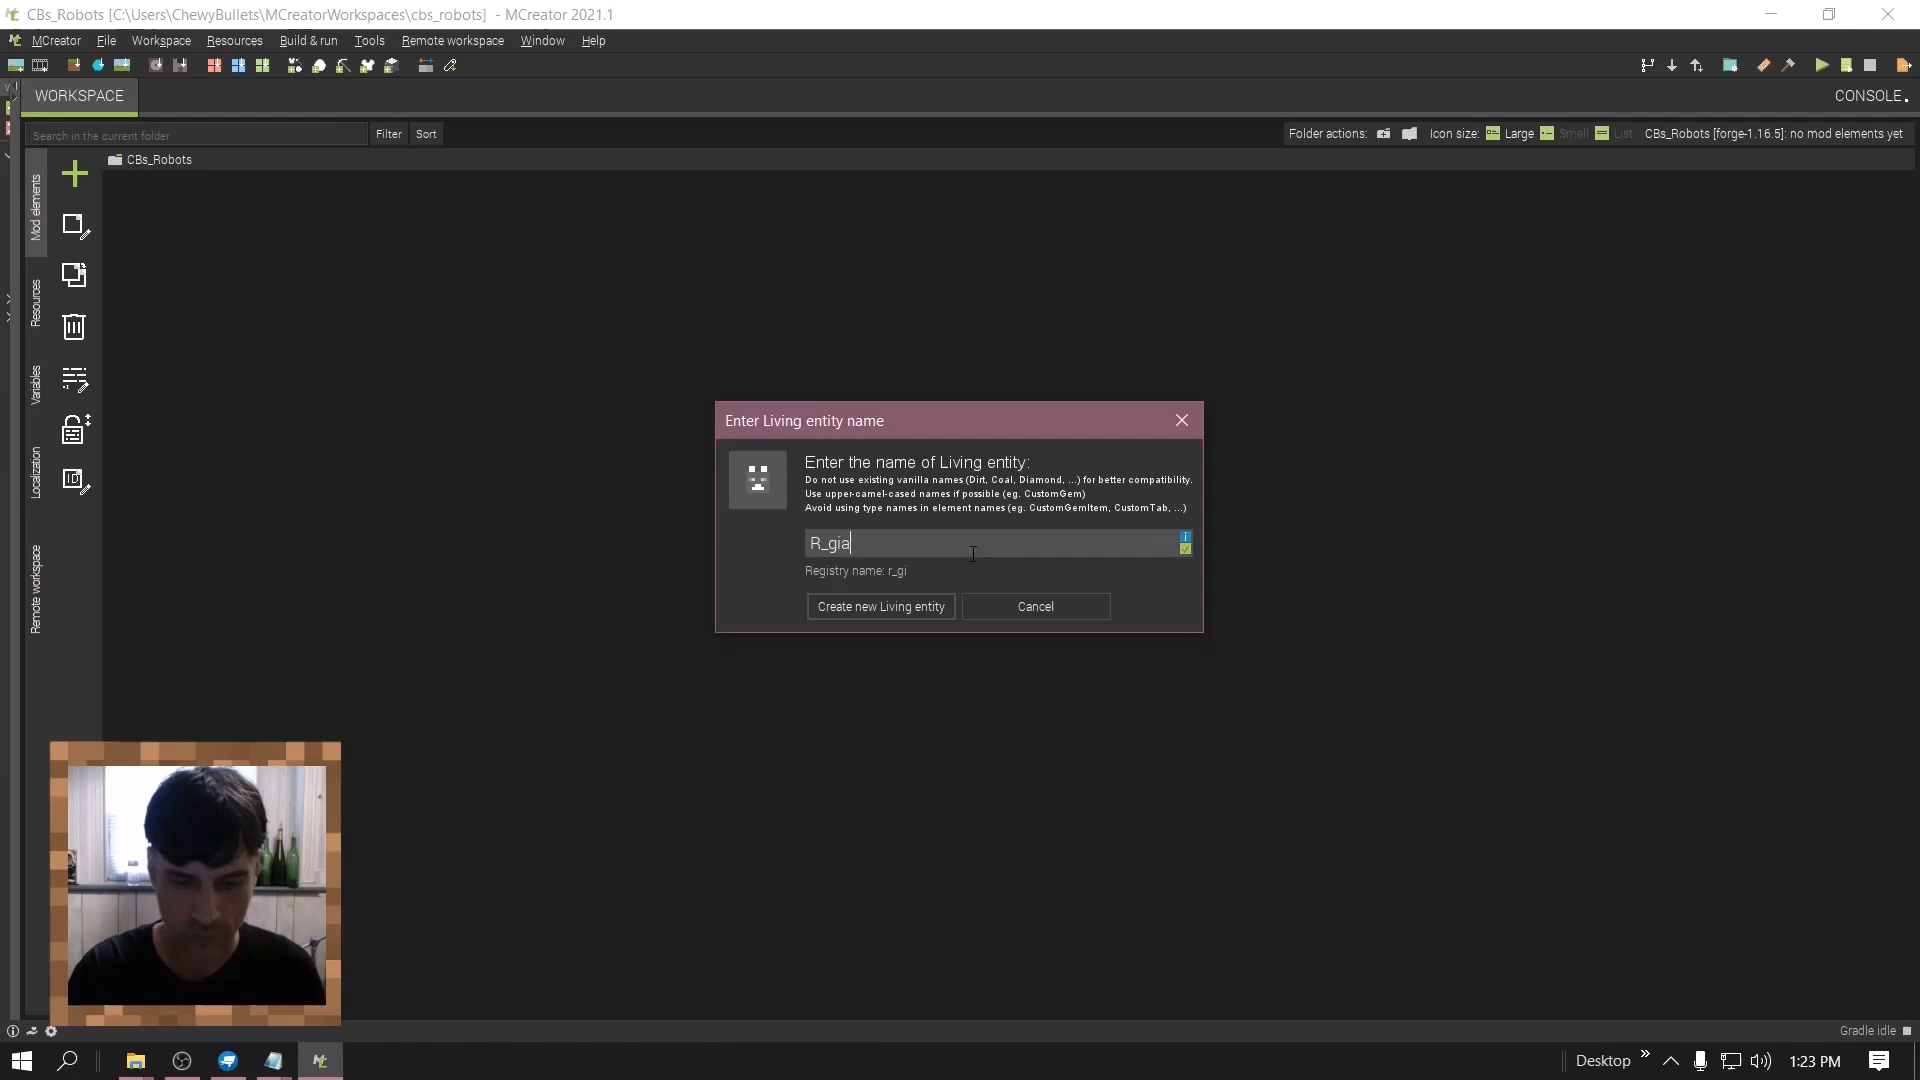 CBs_Robots [C:\Users\ChewyBullets\MCreatorWorkspaces\cbs_robots] - MCreator 2021.1
MCreator File Workspace Resources Build & run Tools Remote workspace Window Help
WORKSPACE
CONSOLE
Search in the current folder
Filter Sort
Folder actions: Icon size: Large Small List CBs_Robots [forge-1.16.5]: no mod elements yet
CBs_Robots
Mod elements
Resources
Variables
Localization
Remote workspace
ID
Enter Living entity name
Enter the name of Living entity:
Do not use existing vanilla names (Dirt, Coal, Diamond, ...) for better compatibility.
Use upper-camel-cased names if possible (eg. CustomGem)
Avoid using type names in element names (eg. CustomGemItem, CustomTab, ...)
R_gia
Registry name: r_gi
Create new Living entity Cancel
Gradle idle
Desktop 1:23 PM